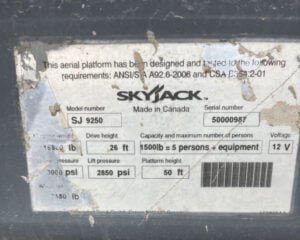 This aerial platform has been designed and tested to the following
requirements: ANSI/SIA A92.6-2006 and CSA
SKYJACK
Made in Canada
Model number Serial number
SJ 9250 50000987
Drive height Capacity and maximum number of persons Voltage
26 ft 1500lb = 5 persons + equipment 12 V
pressure Lift pressure Platform height
psi 2850 psi 50 ft